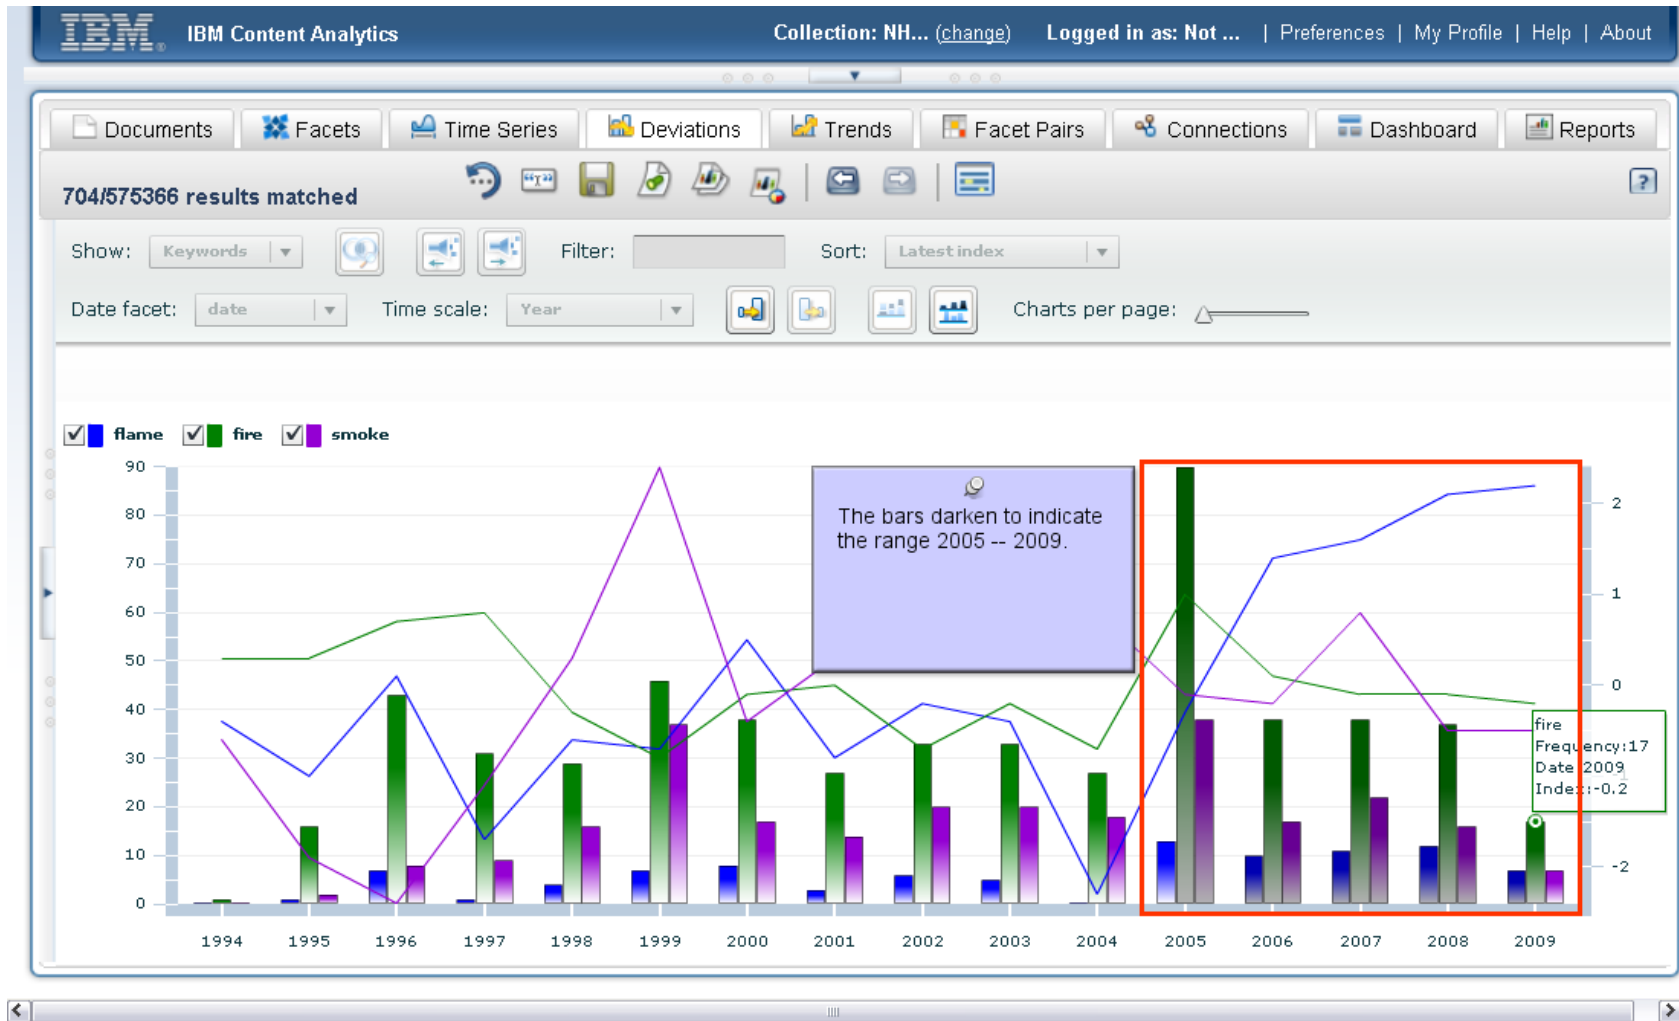 IBM® IBM Content Analytics Collection: NH... (change) Logged in as: Not ... | Preferences | My Profile | Help | About
Documents Facets Time Series Deviations Trends Facet Pairs Connections Dashboard Reports
704/575366 results matched "I" ?
Show: Keywords Filter: Sort: Latest index
Date facet: date Time scale: Year Charts per page:
flame fire smoke
90
80
70
60
50
40
30
20
10
0
The bars darken to indicate
the range 2005 -- 2009.
2
1
0
-1
-2
fire
Frequency:17
Date:2009
Index:-0.2
1994 1995 1996 1997 1998 1999 2000 2001 2002 2003 2004 2005 2006 2007 2008 2009